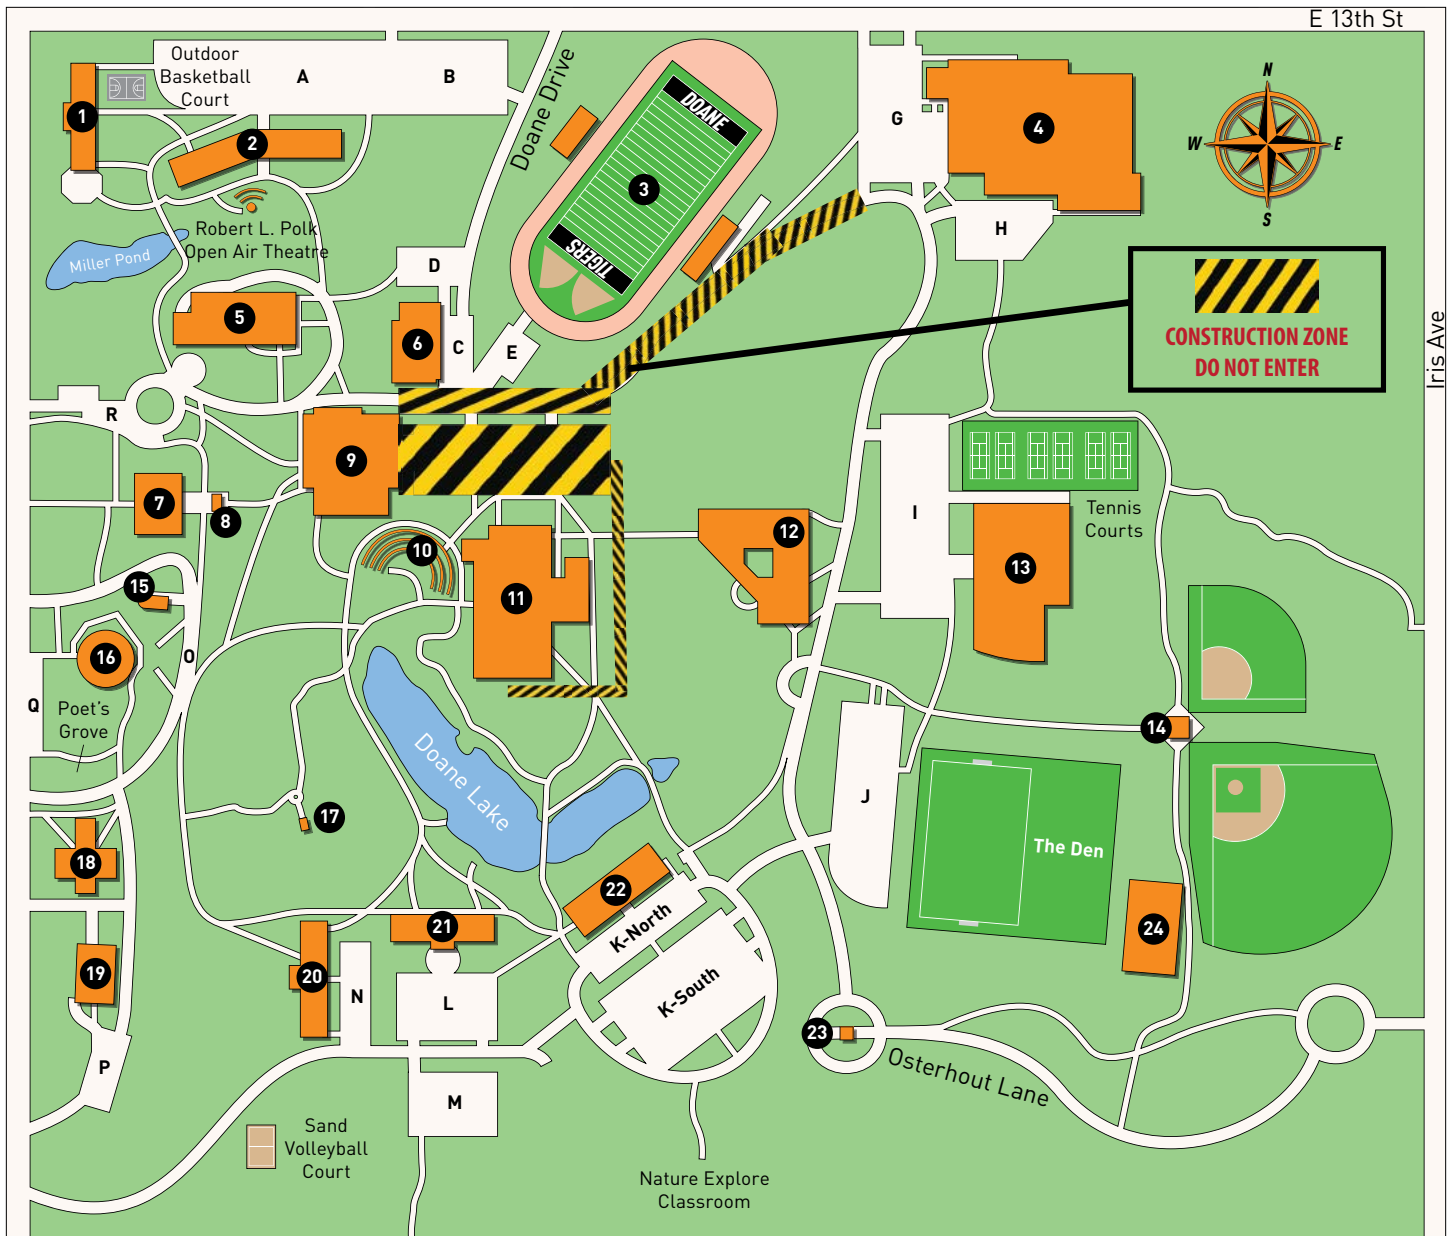 E 13th St
Outdoor
Basketball
Court
A
B
Doane Drive
DOANE
TIGERS
3
G
4
N
W
E
S
1
2
Robert L. Polk
Open Air Theatre
Miller Pond
D
H
CONSTRUCTION ZONE
DO NOT ENTER
Iris Ave
5
6
C
E
R
9
7
8
I
Tennis
Courts
10
11
12
13
15
16
O
Q
Poet's
Grove
14
Doane Lake
J
The Den
17
18
22
K-North
K-South
21
24
19
20
N
L
23
Osterhout Lane
P
M
Sand
Volleyball
Court
Nature Explore
Classroom